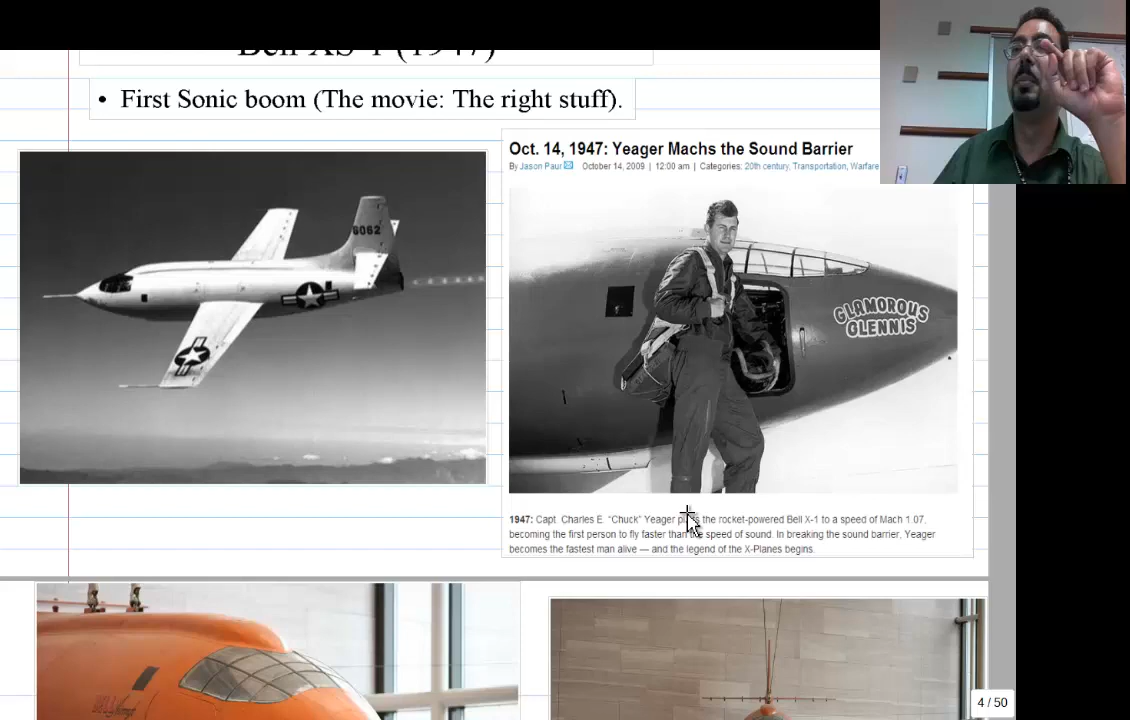 Bell XS-1 (1947)
• First Sonic boom (The movie: The right stuff).
Oct. 14, 1947: Yeager Machs the Sound Barrier
By Jason Paur October 14, 2009 | 12:00 am | Categories: 20th century, Transportation, Warfare
6062
GLAMOROUS
GLENNIS
1947: Capt. Charles E. "Chuck" Yeager the rocket-powered Bell X-1 to a speed of Mach 1.07,
becoming the first person to fly faster than the speed of sound. In breaking the sound barrier, Yeager
becomes the fastest man alive — and the legend of the X-Planes begins.
4 / 50